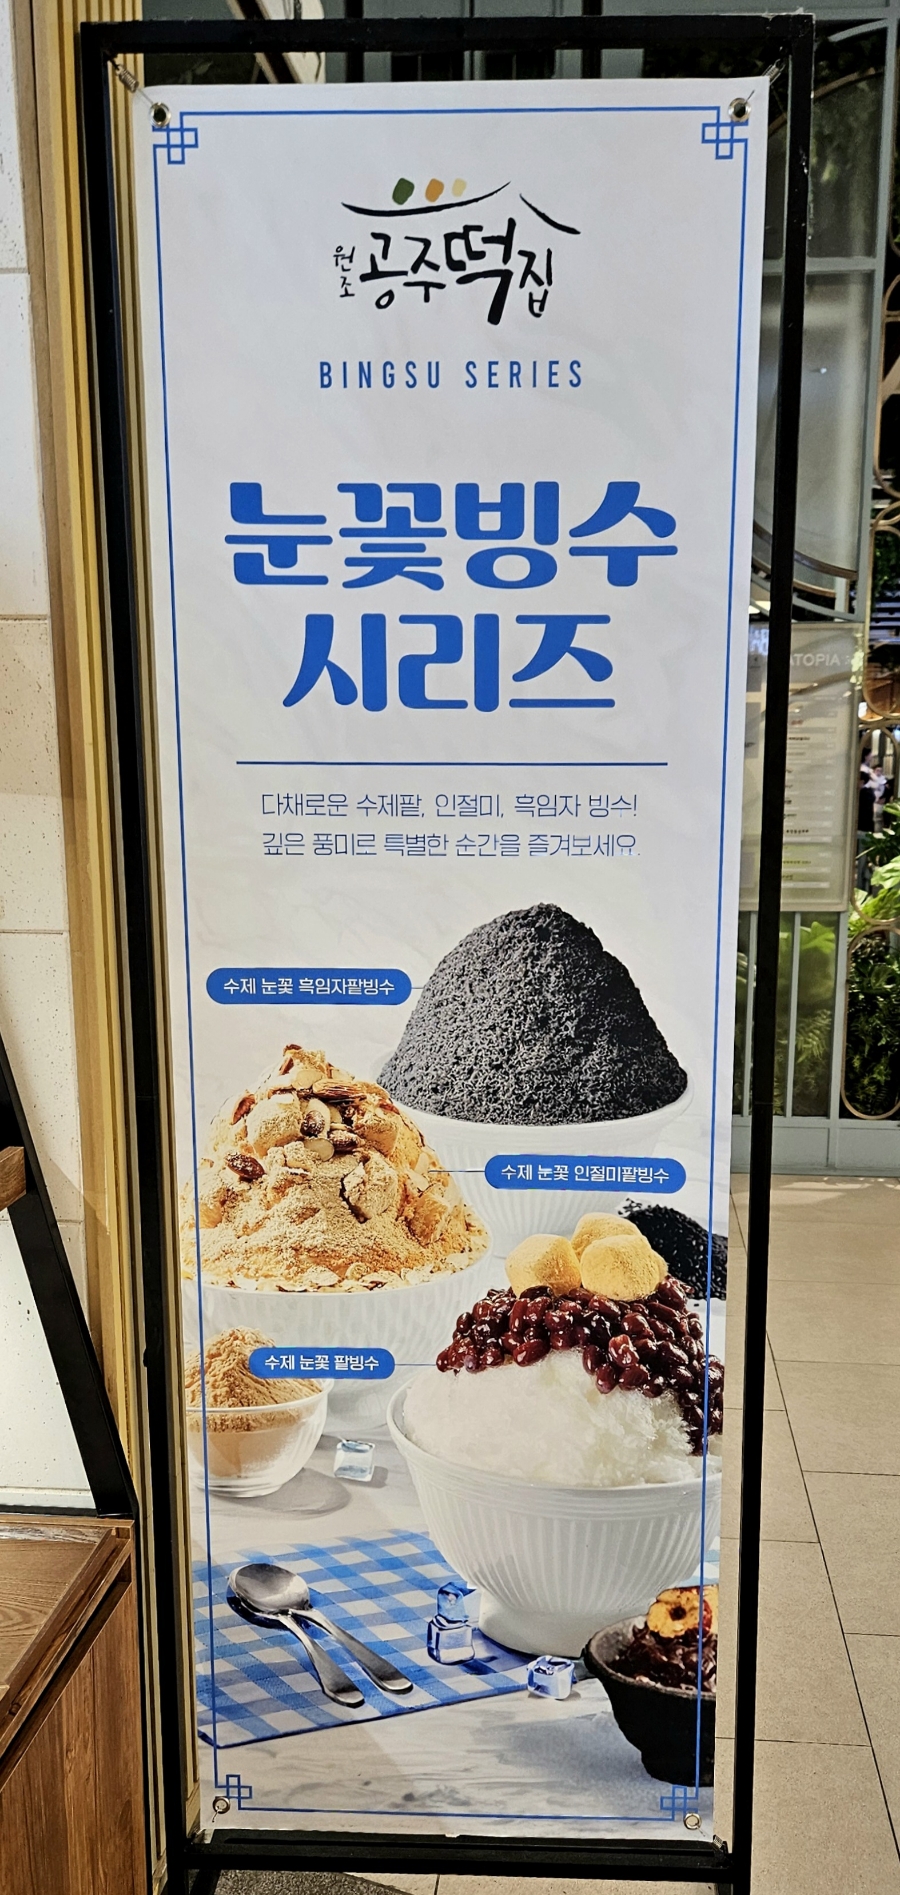 원조 공주떡집
BINGSU SERIES
눈꽃빙수
시리즈
다채로운 수제팥, 인절미, 흑임자 빙수!
깊은 풍미로 특별한 순간을 즐겨보세요.
수제 눈꽃 흑임자팥빙수
수제 눈꽃 인절미팥빙수
수제 눈꽃 팥빙수
ATOPIA